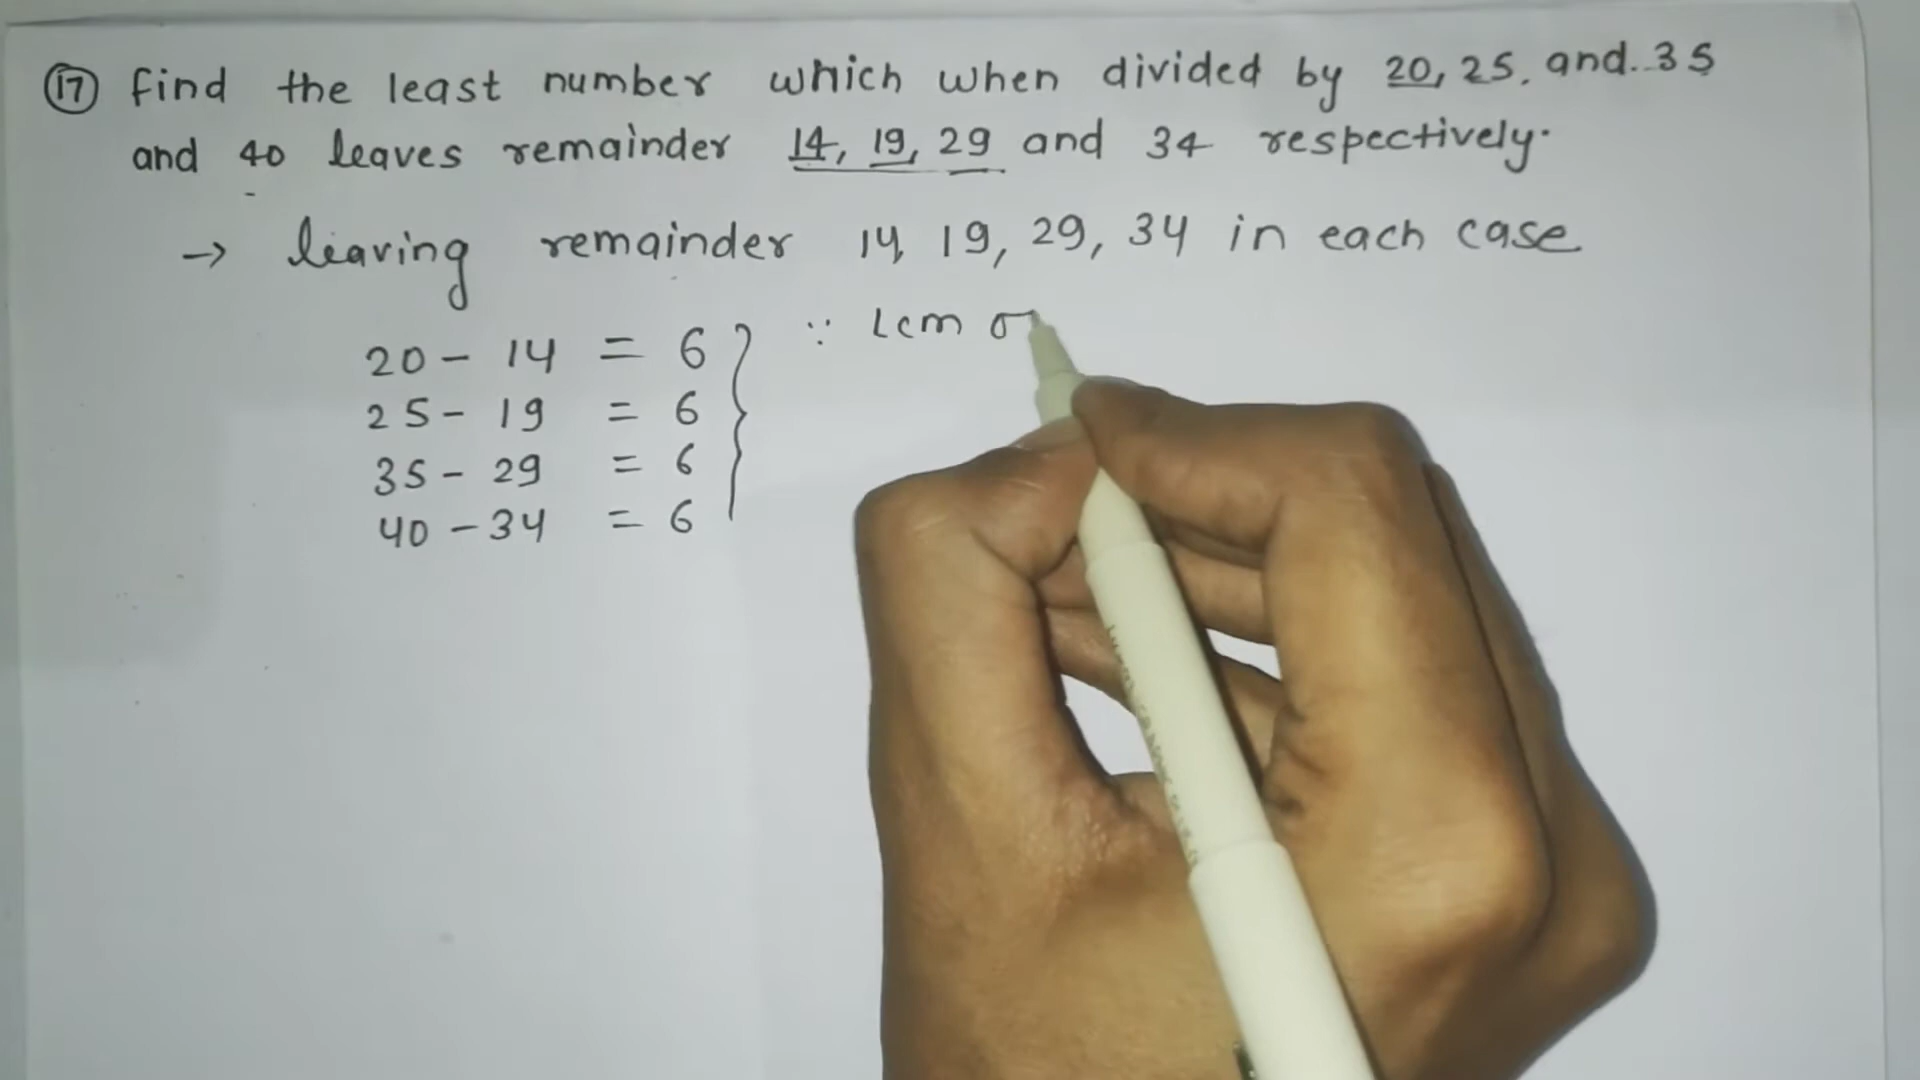 17 find the least number which when divided by 20, 25, and 35
and 40 leaves remainder 14, 19, 29 and 34 respectively.
→ leaving remainder 14, 19, 29, 34 in each case
20 - 14 = 6 } ∵ Lcm o
25 - 19 = 6
35 - 29 = 6
40 - 34 = 6